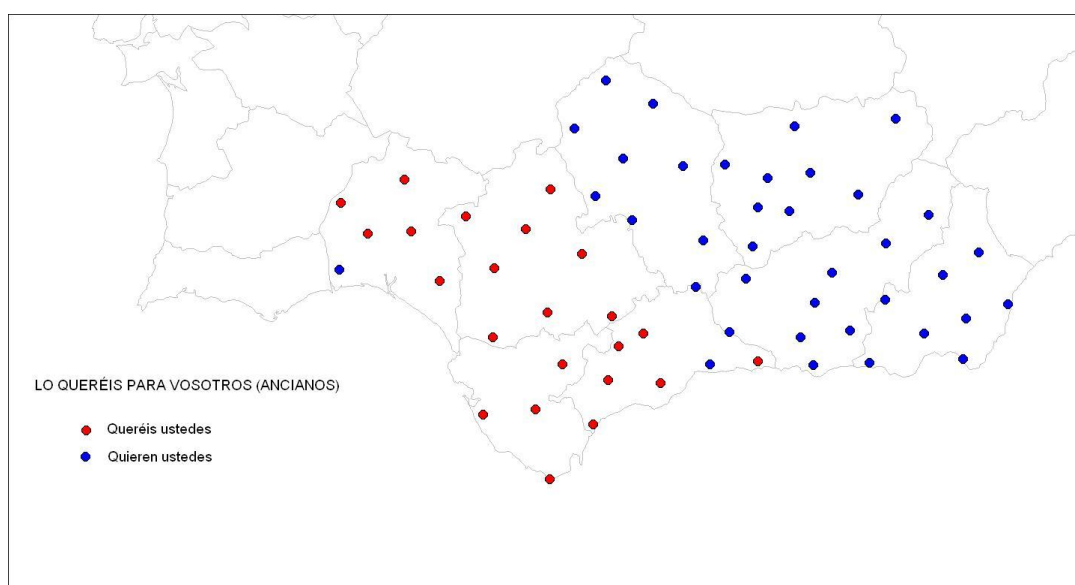 LO QUERÉIS PARA VOSOTROS (ANCIANOS)
Queréis ustedes
Quieren ustedes